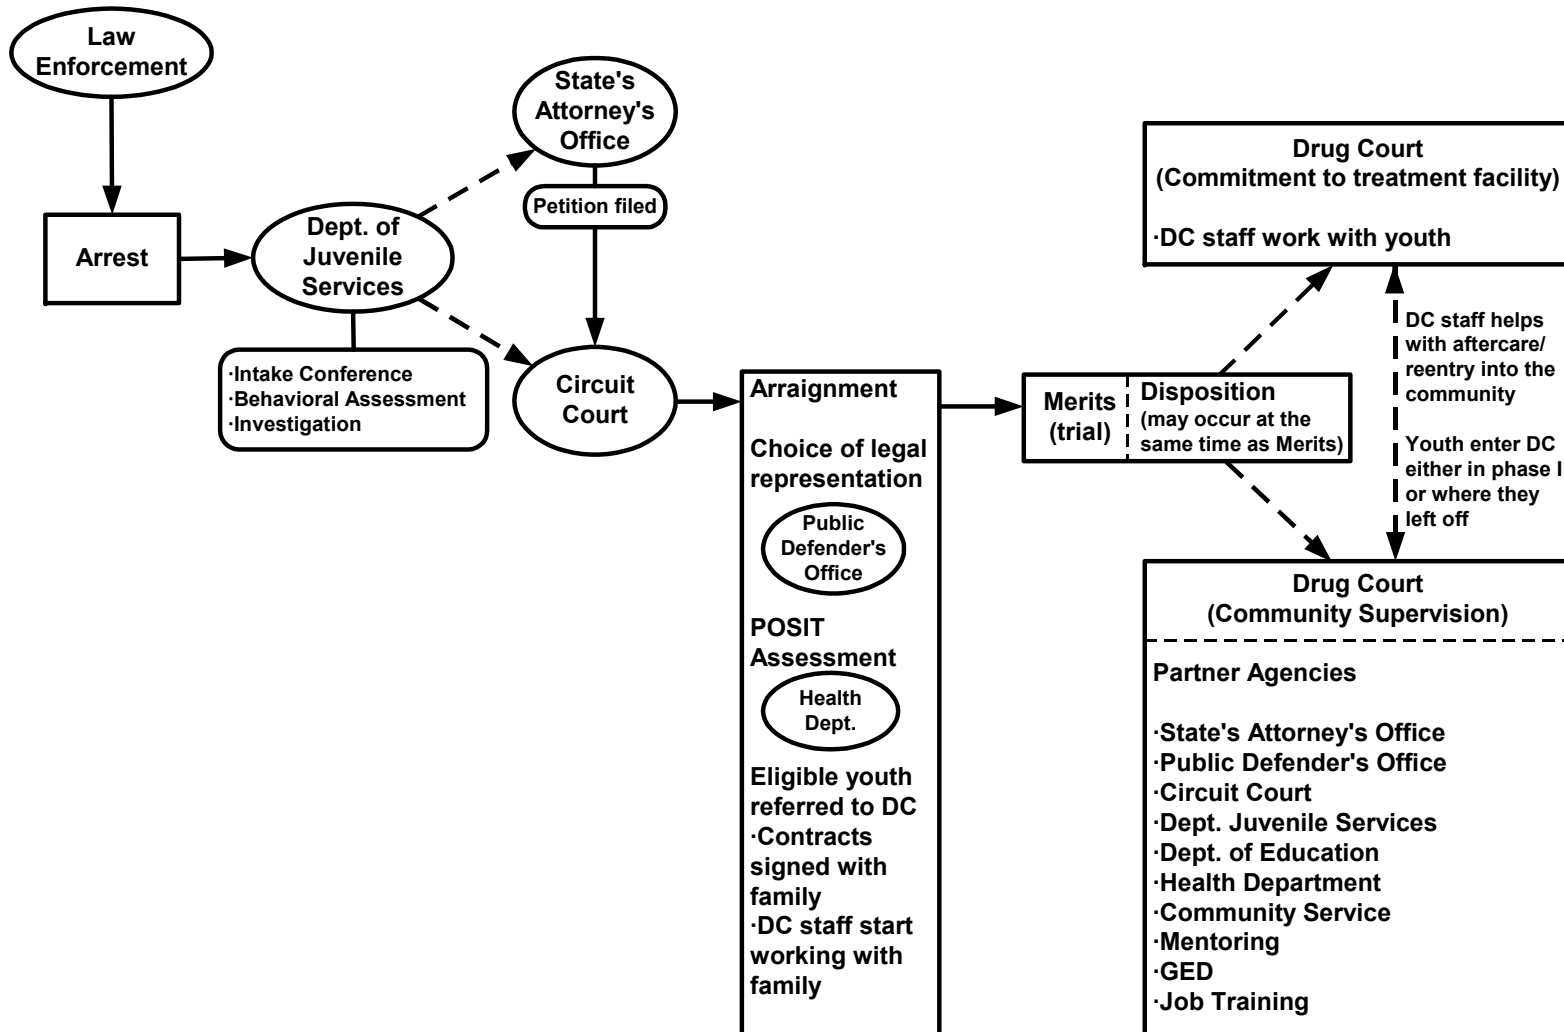 Law
Enforcement
Arrest
Dept. of
Juvenile
Services
·Intake Conference
·Behavioral Assessment
·Investigation
State's
Attorney's
Office
Petition filed
Circuit
Court
Arraignment
Choice of legal
representation
Public
Defender's
Office
POSIT
Assessment
Health
Dept.
Eligible youth
referred to DC
·Contracts
signed with
family
·DC staff start
working with
family
Merits
(trial)
Disposition
(may occur at the
same time as Merits)
Drug Court
(Commitment to treatment facility)
·DC staff work with youth
DC staff helps
with aftercare/
reentry into the
community
Youth enter DC
either in phase I
or where they
left off
Drug Court
(Community Supervision)
Partner Agencies
·State's Attorney's Office
·Public Defender's Office
·Circuit Court
·Dept. Juvenile Services
·Dept. of Education
·Health Department
·Community Service
·Mentoring
·GED
·Job Training